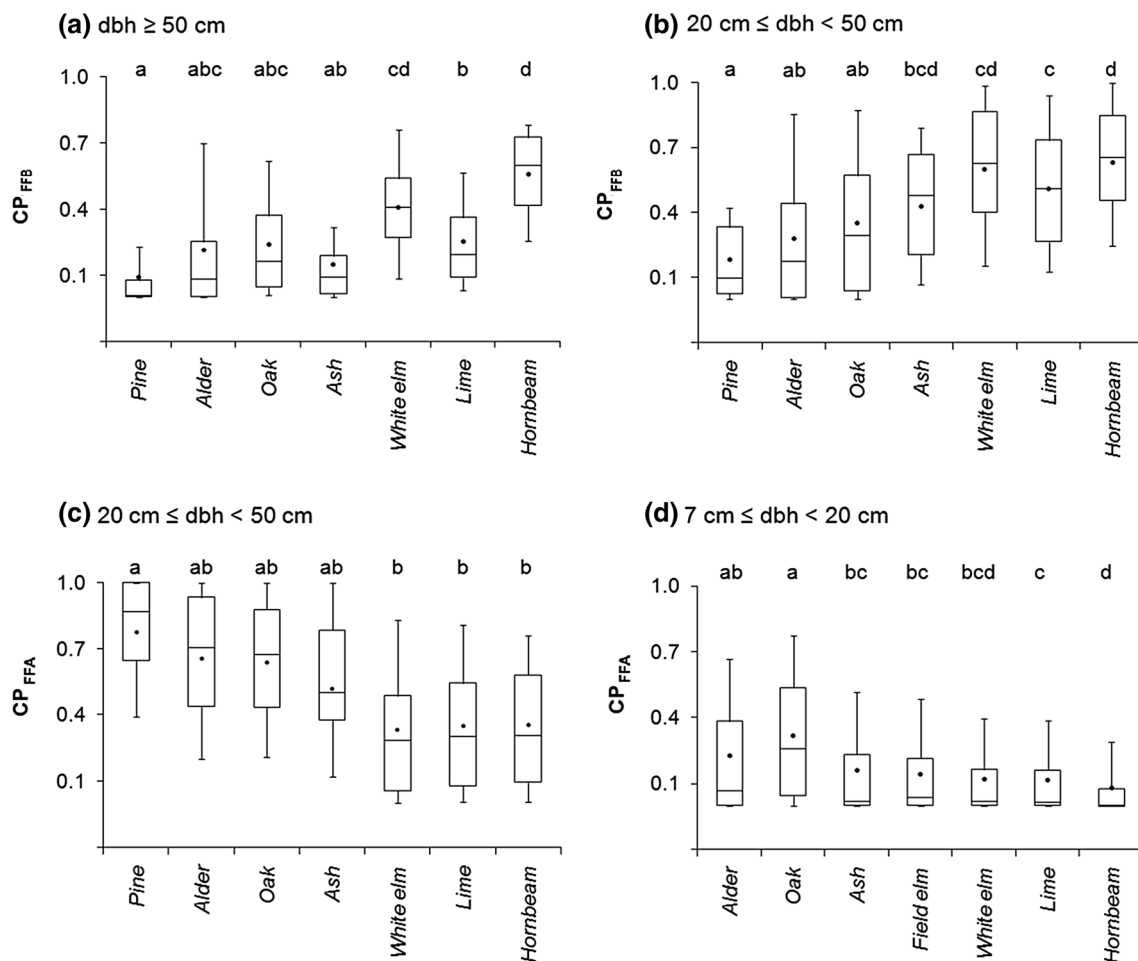 (a) dbh ≥ 50 cm
a abc abc ab cd b d
1.0
0.7
0.4
0.1
CP FFB
Pine
Alder
Oak
Ash
White elm
Lime
Hornbeam
(b) 20 cm ≤ dbh < 50 cm
a ab ab bcd cd c d
1.0
0.7
0.4
0.1
CP FFB
Pine
Alder
Oak
Ash
White elm
Lime
Hornbeam
(c) 20 cm ≤ dbh < 50 cm
a ab ab ab b b b
1.0
0.7
0.4
0.1
CP FFA
Pine
Alder
Oak
Ash
White elm
Lime
Hornbeam
(d) 7 cm ≤ dbh < 20 cm
ab a bc bc bcd c d
1.0
0.7
0.4
0.1
CP FFA
Alder
Oak
Ash
Field elm
White elm
Lime
Hornbeam